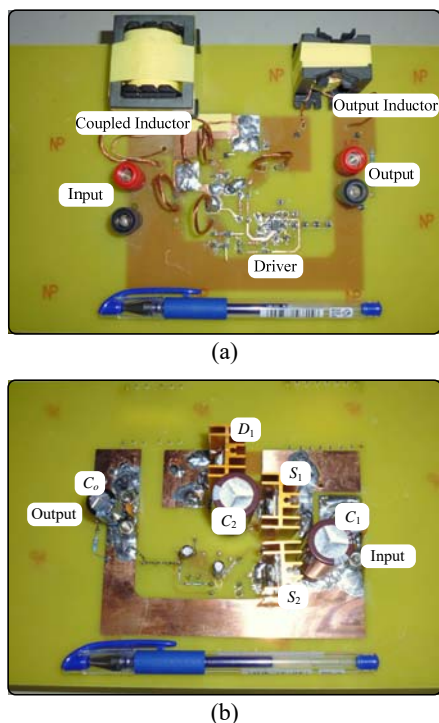 Coupled Inductor
Output Inductor
NP
NP
Input
Output
Driver
NP
NP
(a)
D1
Co
S1
Output
C2
C1
Input
S2
(b)